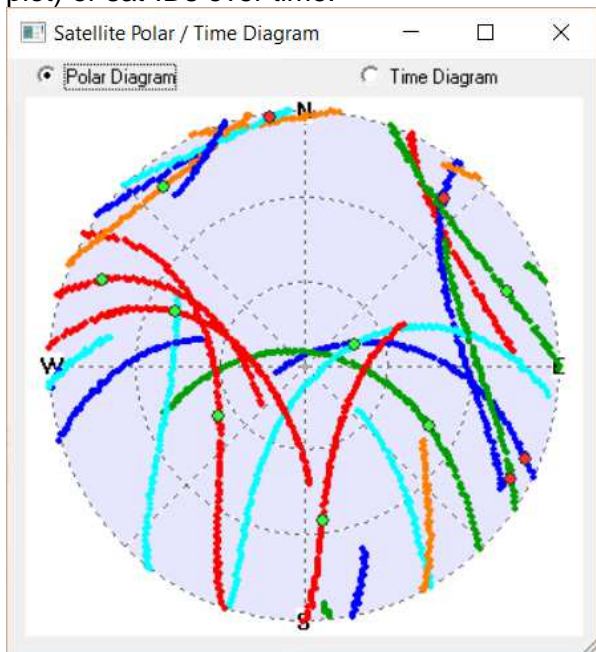 plot) of sat IDs over time.
Satellite Polar / Time Diagram
Polar Diagram Time Diagram
N
W E
S